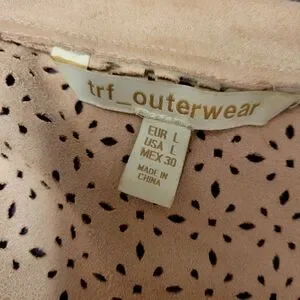 trf_outerwear
EUR L
USA L
MEX 30
MADE IN
CHINA